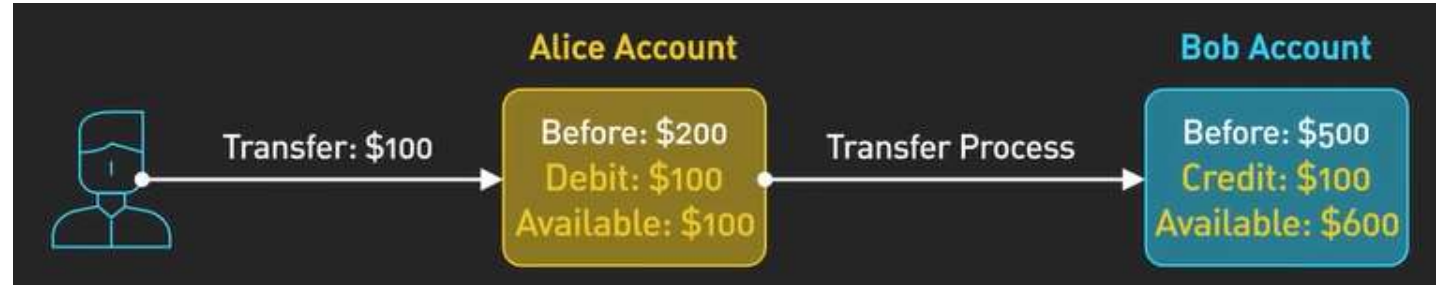 Alice Account
Bob Account
Transfer: $100
Before: $200
Debit: $100
Available: $100
Transfer Process
Before: $500
Credit: $100
Available: $600